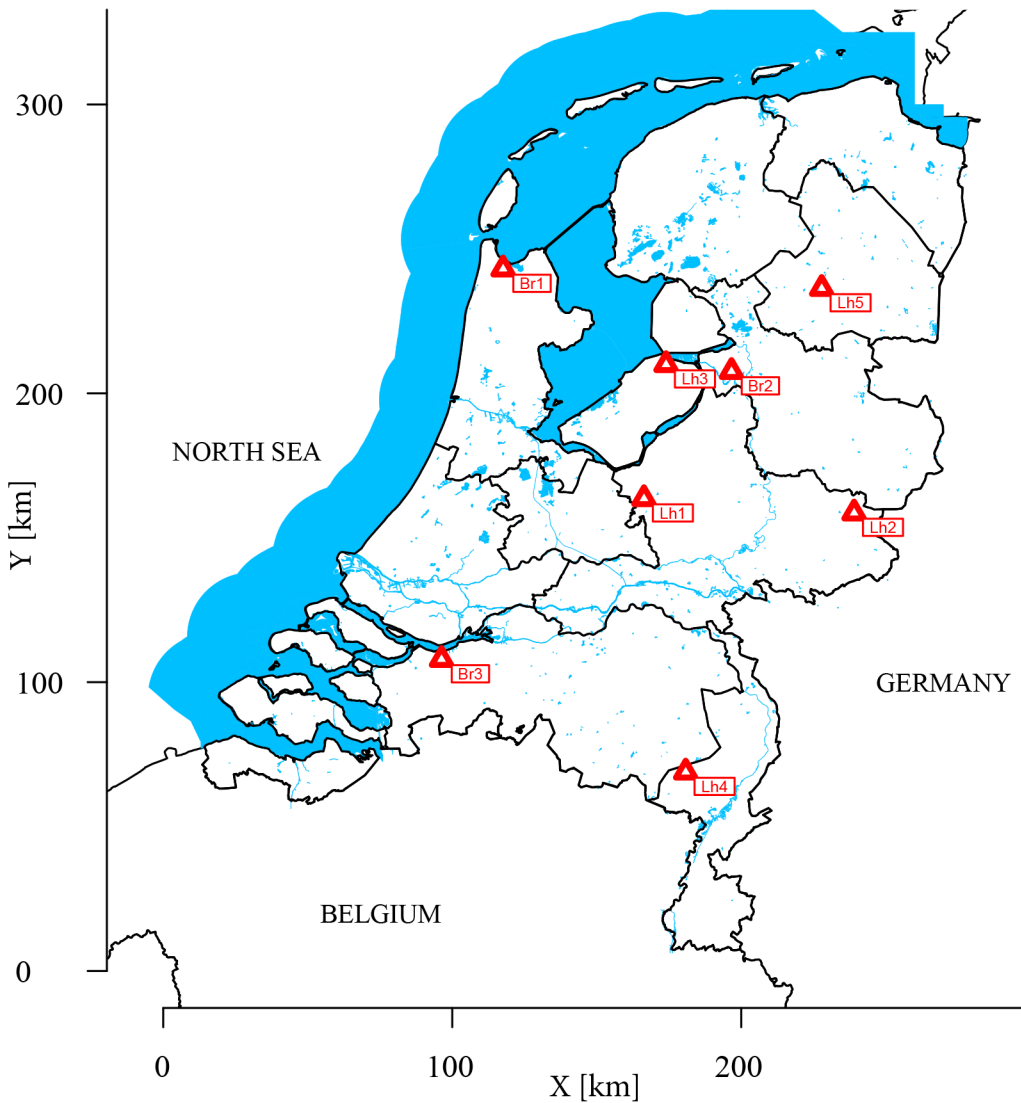 300
Br1
Lh5
Lh3
Br2
200
NORTH SEA
Lh1
Lh2
Y [km]
Br3
100
GERMANY
Lh4
BELGIUM
0
0
100
200
X [km]